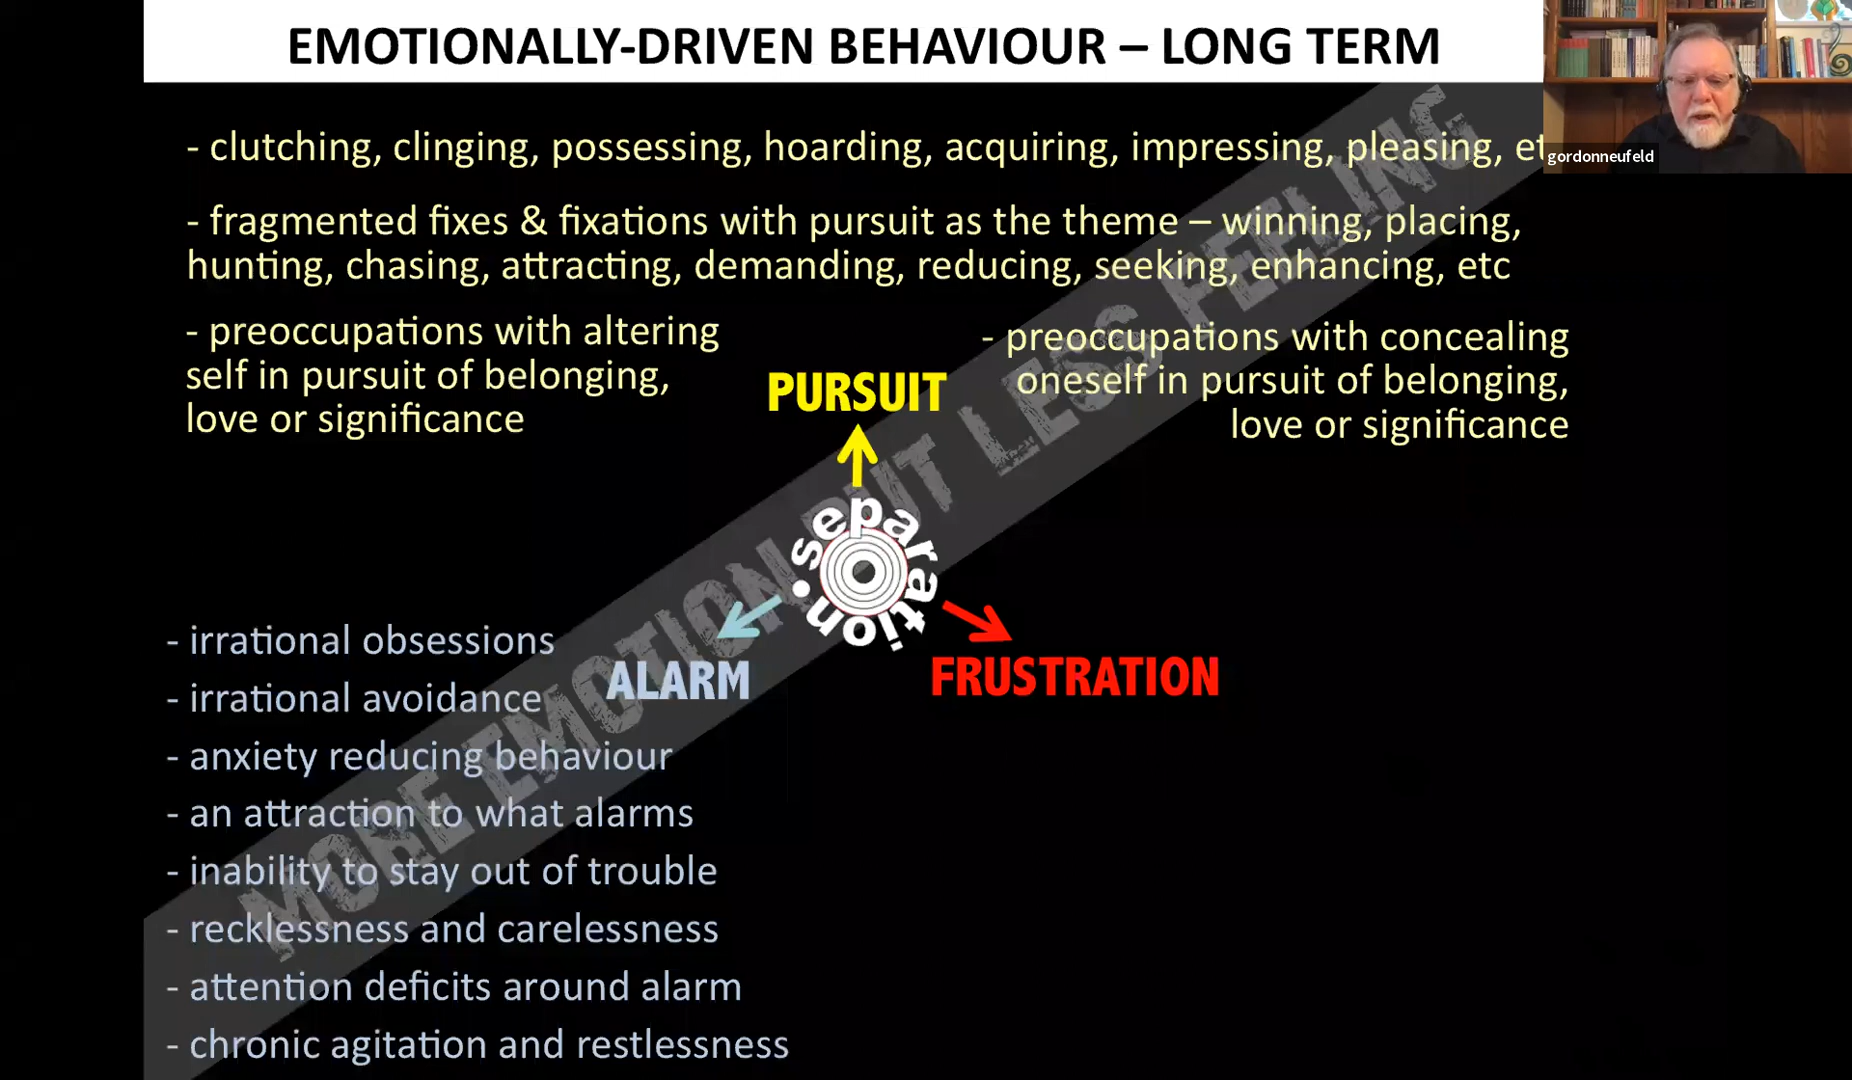 EMOTIONALLY-DRIVEN BEHAVIOUR – LONG TERM
gordonneufeld
- clutching, clinging, possessing, hoarding, acquiring, impressing, pleasing, et
- fragmented fixes & fixations with pursuit as the theme – winning, placing,
hunting, chasing, attracting, demanding, reducing, seeking, enhancing, etc
- preoccupations with altering
self in pursuit of belonging,
love or significance
- preoccupations with concealing
oneself in pursuit of belonging,
love or significance
PURSUIT
separation
ALARM
FRUSTRATION
MORE EMOTION BUT LESS FEELING
- irrational obsessions
- irrational avoidance
- anxiety reducing behaviour
- an attraction to what alarms
- inability to stay out of trouble
- recklessness and carelessness
- attention deficits around alarm
- chronic agitation and restlessness